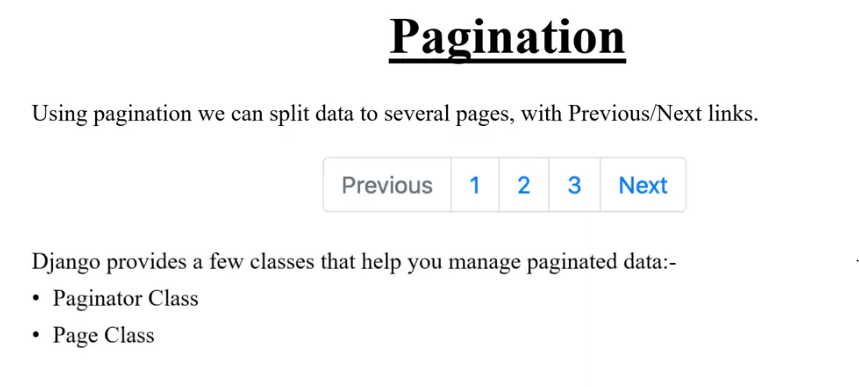 Pagination
Using pagination we can split data to several pages, with Previous/Next links.
Previous 1 2 3 Next
Django provides a few classes that help you manage paginated data:-
• Paginator Class
• Page Class